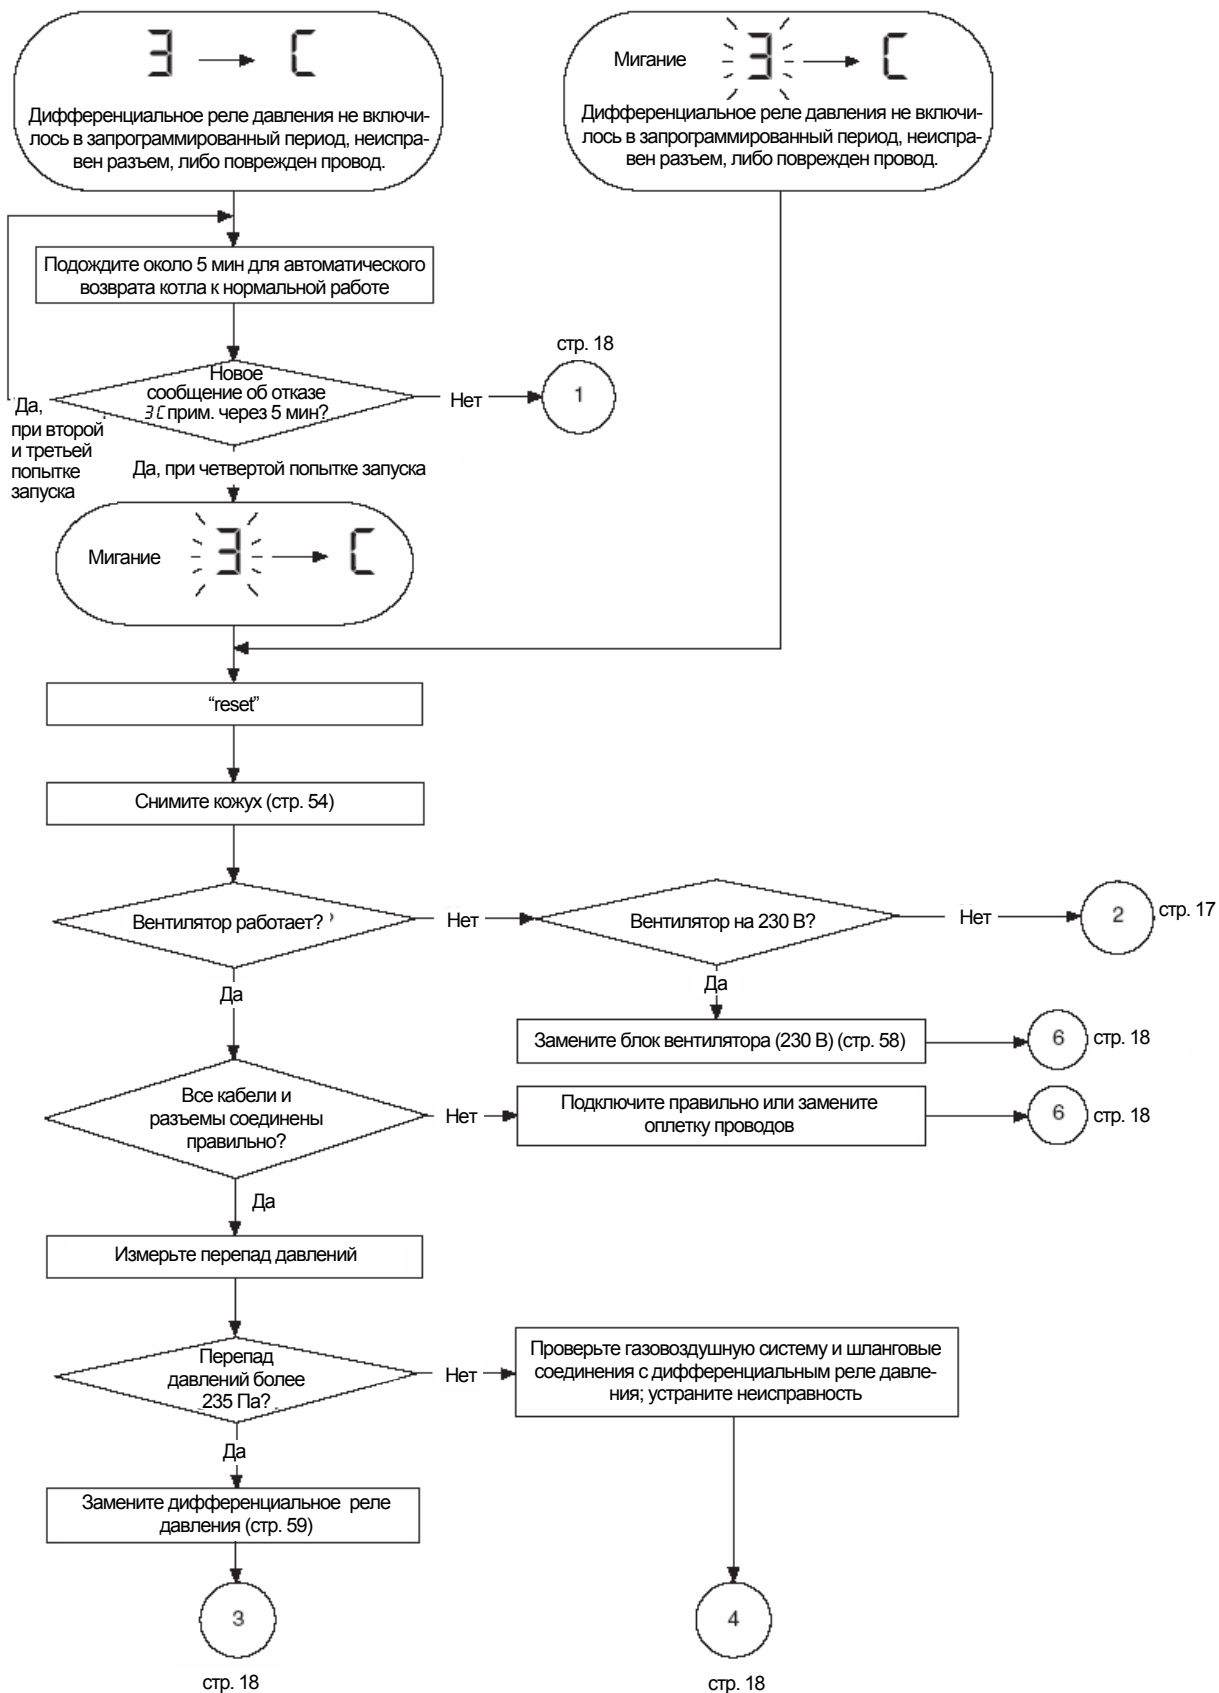 3 C
Дифференциальное реле давления не включи-
лось в запрограммированный период, неиспра-
вен разъем, либо поврежден провод.
Мигание 3 C
Дифференциальное реле давления не включи-
лось в запрограммированный период, неиспра-
вен разъем, либо поврежден провод.
Подождите около 5 мин для автоматического
возврата котла к нормальной работе
Новое
сообщение об отказе
3C прим. через 5 мин?
Нет
стр. 18
1
Да,
при второй
и третьей
попытке
запуска
Да, при четвертой попытке запуска
Мигание 3 C
“reset”
Снимите кожух (стр. 54)
Вентилятор работает?
Нет
Вентилятор на 230 В?
Нет
2
стр. 17
Да
Да
Замените блок вентилятора (230 В) (стр. 58)
6
стр. 18
Все кабели и
разъемы соединены
правильно?
Нет
Подключите правильно или замените
оплетку проводов
6
стр. 18
Да
Измерьте перепад давлений
Перепад
давлений более
235 Па?
Нет
Проверьте газовоздушную систему и шланговые
соединения с дифференциальным реле давле-
ния; устраните неисправность
Да
Замените дифференциальное реле
давления (стр. 59)
3
стр. 18
4
стр. 18